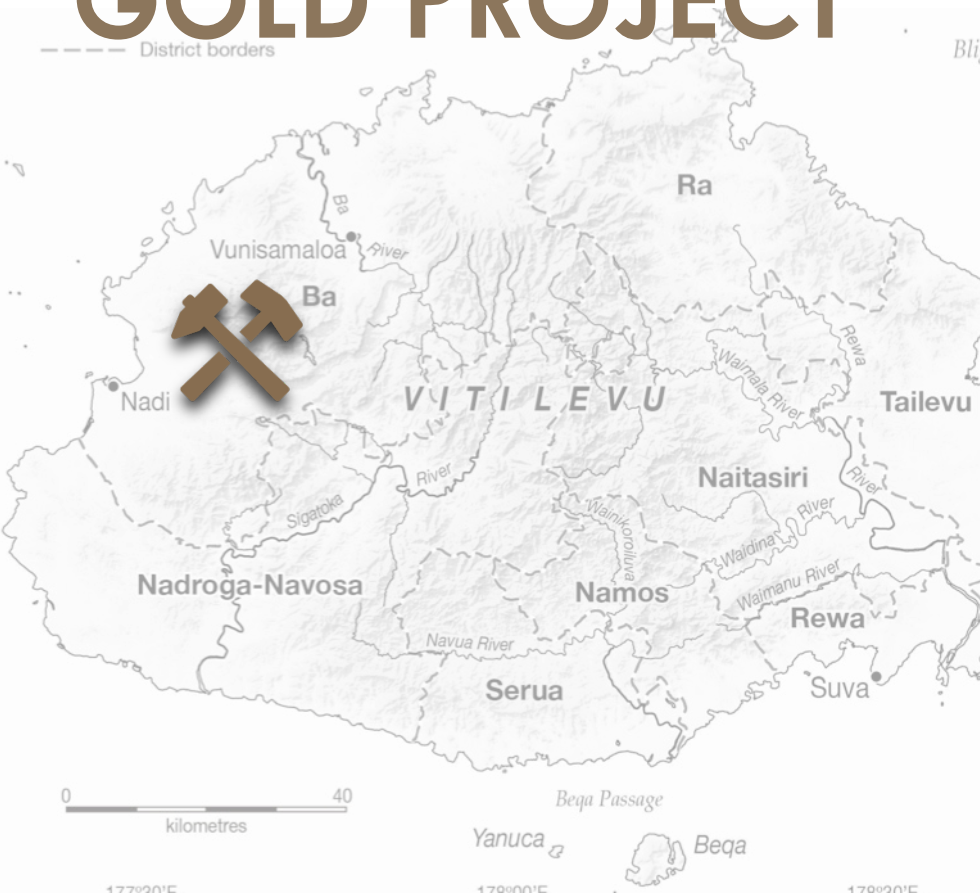 GOLD PROJECT
District borders
Ra
Ba
River
Vunisamaloa
Ba
Rewa
Waimala River
Nadi
VITI LEVU
Tailevu
River
Naitasiri
River
Sigatoka
River
Wainikoroiluva
Waidina
Nadroga-Navosa
Waimanu River
Namos
Rewa
Navua River
Serua
Suva
0 40
kilometres
Beqa Passage
Yanuca
Beqa
177°30'E 178°00'E 178°30'E